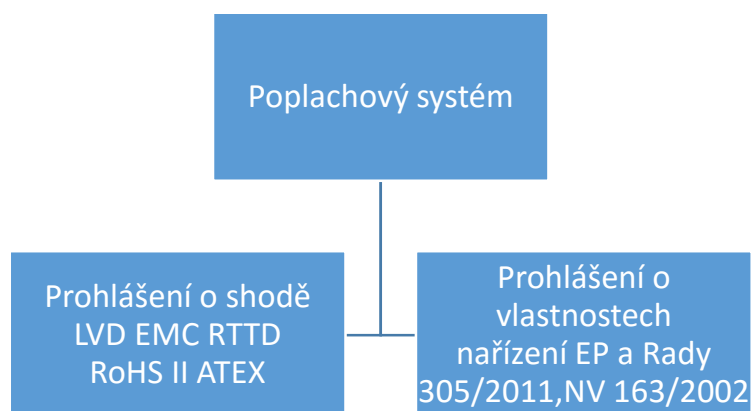 Poplachový systém
Prohlášení o shodě
LVD EMC RTTD
RoHS II ATEX
Prohlášení o
vlastnostech
nařízení EP a Rady
305/2011,NV 163/2002